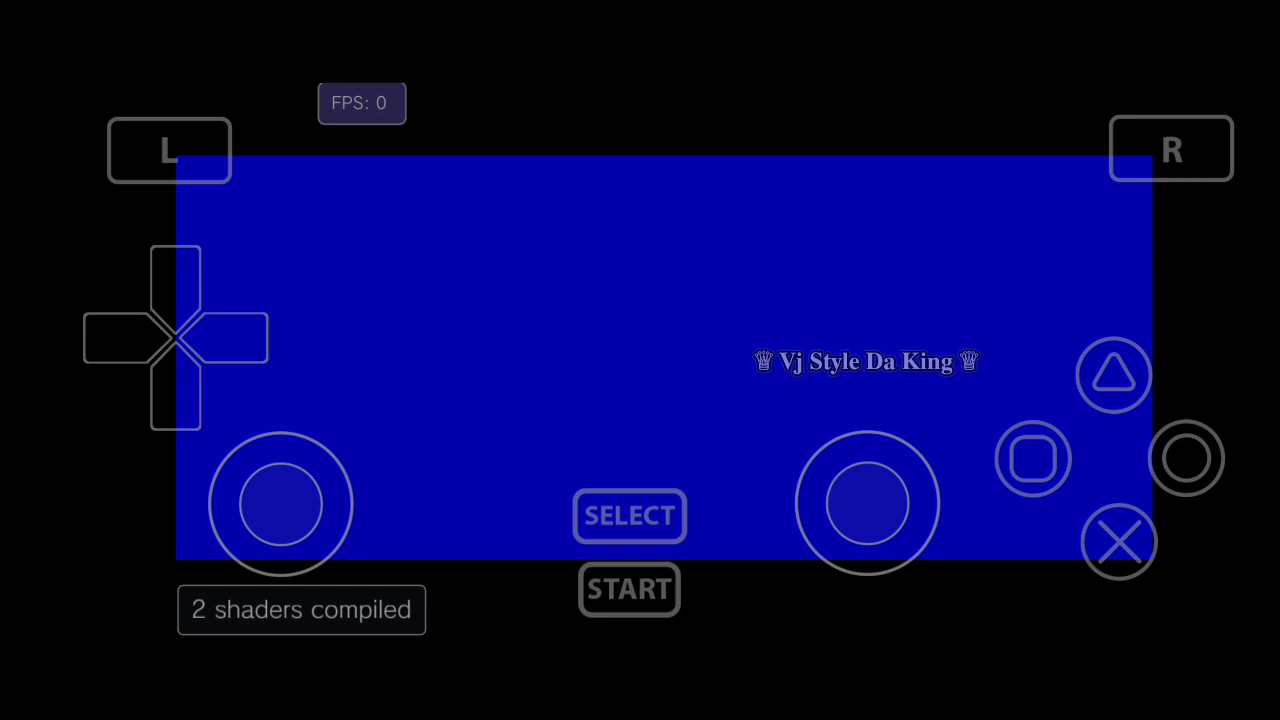 FPS: 0
L
R
♕ Vj Style Da King ♕
SELECT
START
2 shaders compiled